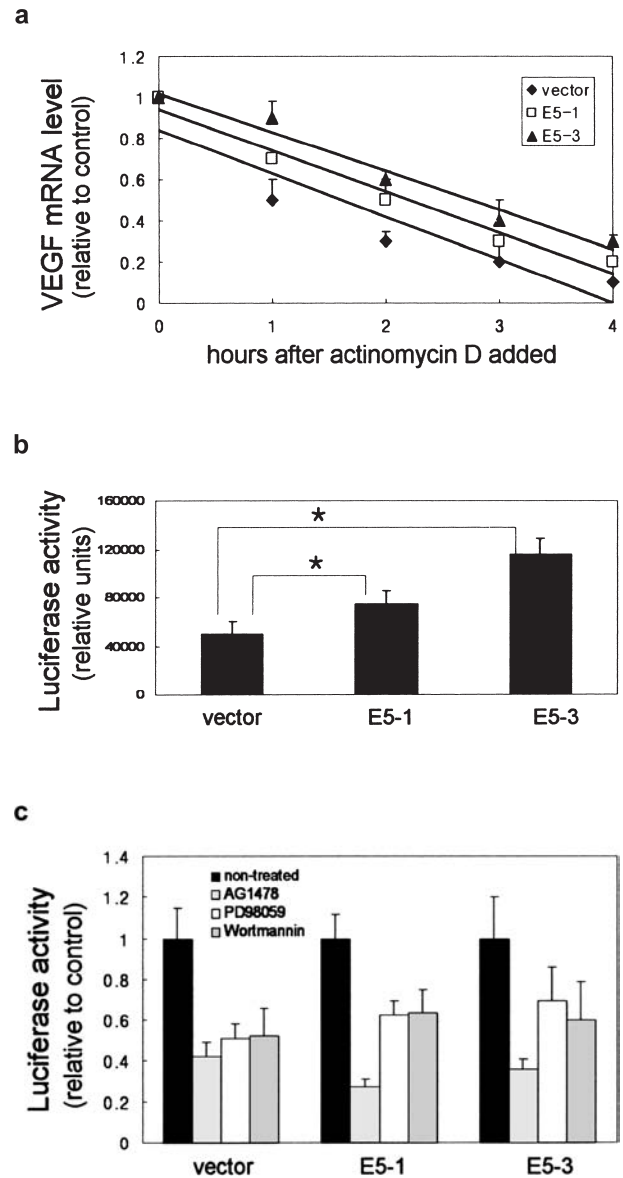 a
VEGF mRNA level
(relative to control)
1.2
1
0.8
0.6
0.4
0.2
0
vector
E5-1
E5-3
0 1 2 3 4
hours after actinomycin D added
b
Luciferase activity
(relative units)
160000
120000
80000
40000
0
*
*
vector E5-1 E5-3
c
Luciferase activity
(relative to control)
1.4
1.2
1
0.8
0.6
0.4
0.2
0
non-treated
AG1478
PD98059
Wortmannin
vector E5-1 E5-3